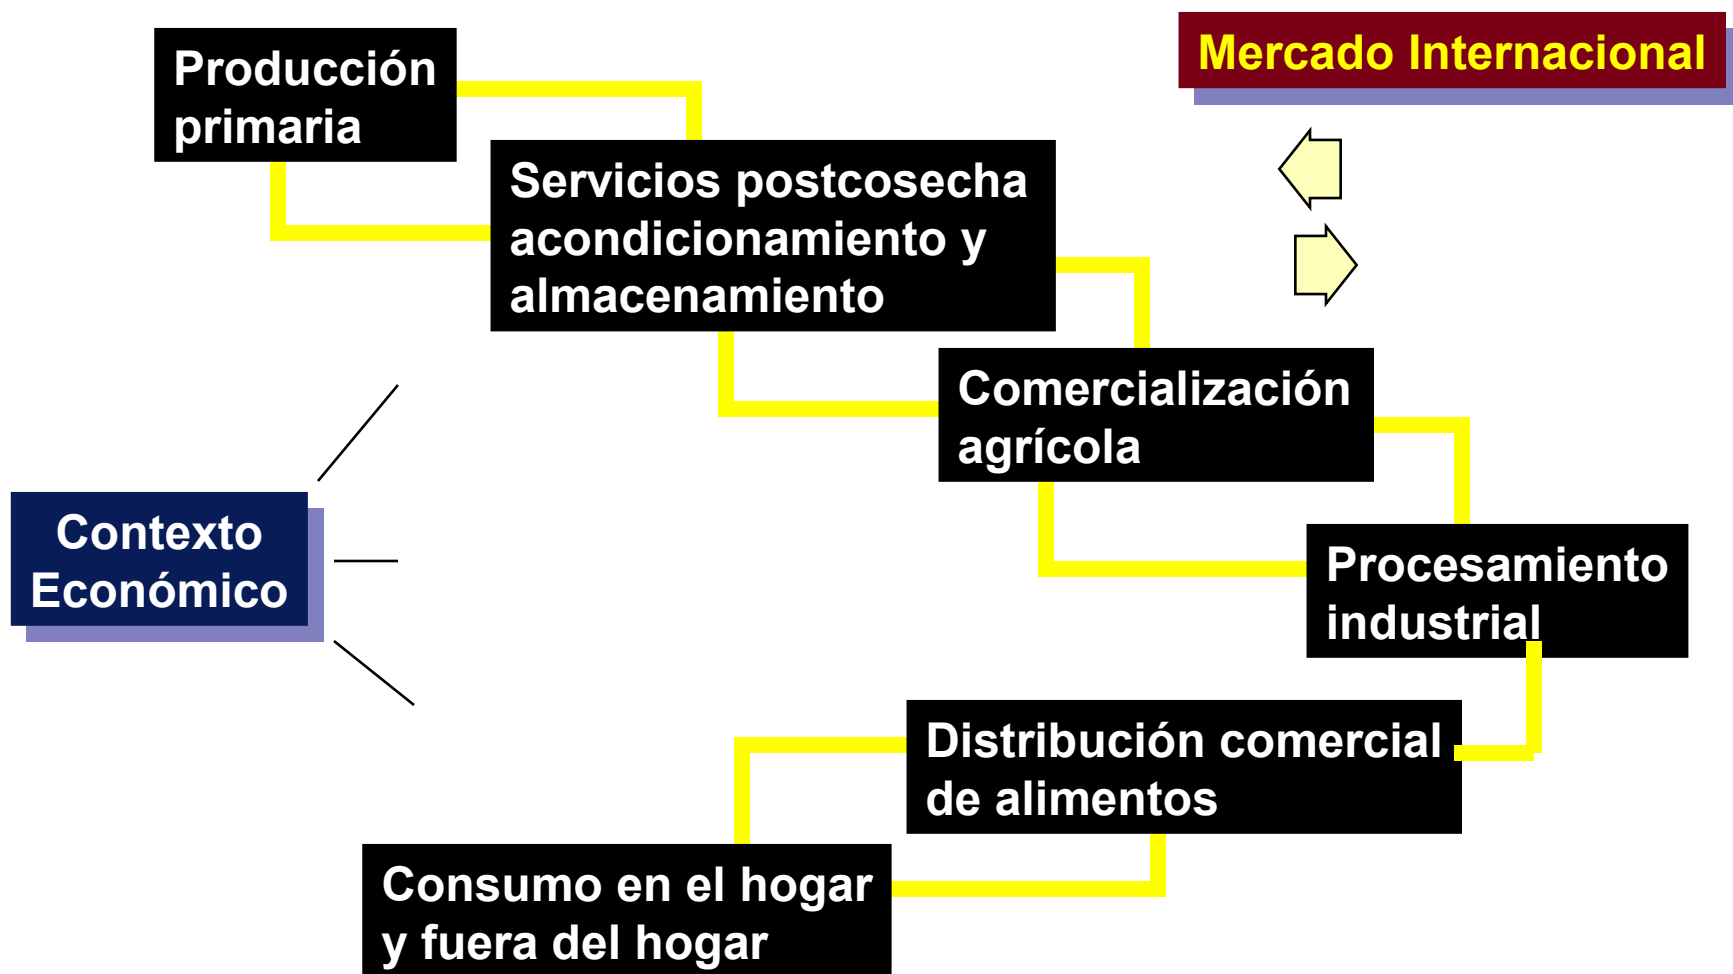 Producción
primaria
Mercado Internacional
Servicios postcosecha
acondicionamiento y
almacenamiento
Comercialización
agrícola
Contexto
Económico
Procesamiento
industrial
Distribución comercial
de alimentos
Consumo en el hogar
y fuera del hogar